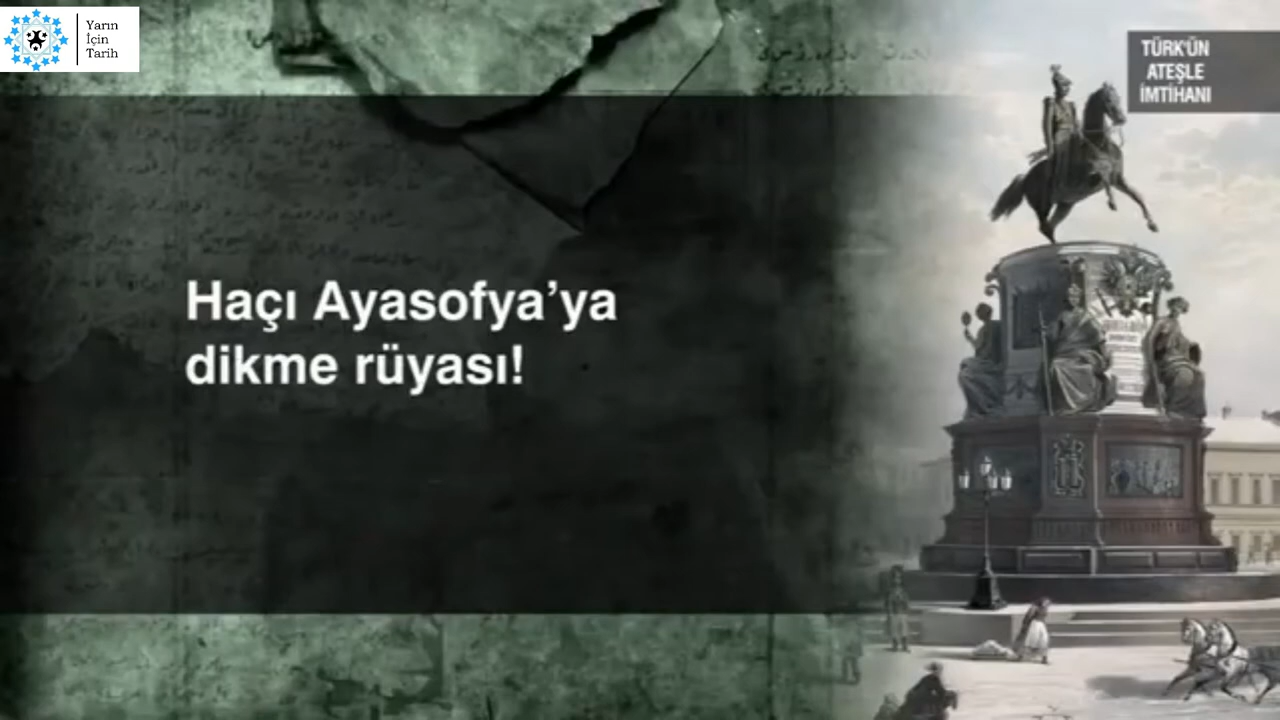 Yarın
İçin
Tarih
TÜRK'ÜN
ATEŞLE
İMTİHANI
Haçı Ayasofya'ya
dikme rüyası!